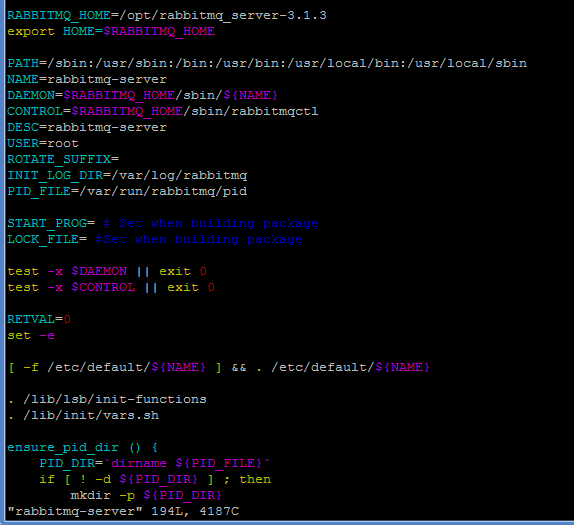 RABBITMQ_HOME=/opt/rabbitmq_server-3.1.3
export HOME=$RABBITMQ_HOME
PATH=/sbin:/usr/sbin:/bin:/usr/bin:/usr/local/bin:/usr/local/sbin
NAME=rabbitmq-server
DAEMON=$RABBITMQ_HOME/sbin/${NAME}
CONTROL=$RABBITMQ_HOME/sbin/rabbitmqctl
DESC=rabbitmq-server
USER=root
ROTATE_SUFFIX=
INIT_LOG_DIR=/var/log/rabbitmq
PID_FILE=/var/run/rabbitmq/pid
START_PROG= # Set when building package
LOCK_FILE= #Set when building package
test -x $DAEMON || exit 0
test -x $CONTROL || exit 0
RETVAL=0
set -e
[ -f /etc/default/${NAME} ] && . /etc/default/${NAME}
. /lib/lsb/init-functions
. /lib/init/vars.sh
ensure_pid_dir () {
    PID_DIR=`dirname ${PID_FILE}`
    if [ ! -d ${PID_DIR} ] ; then
        mkdir -p ${PID_DIR}
"rabbitmq-server" 194L, 4187C